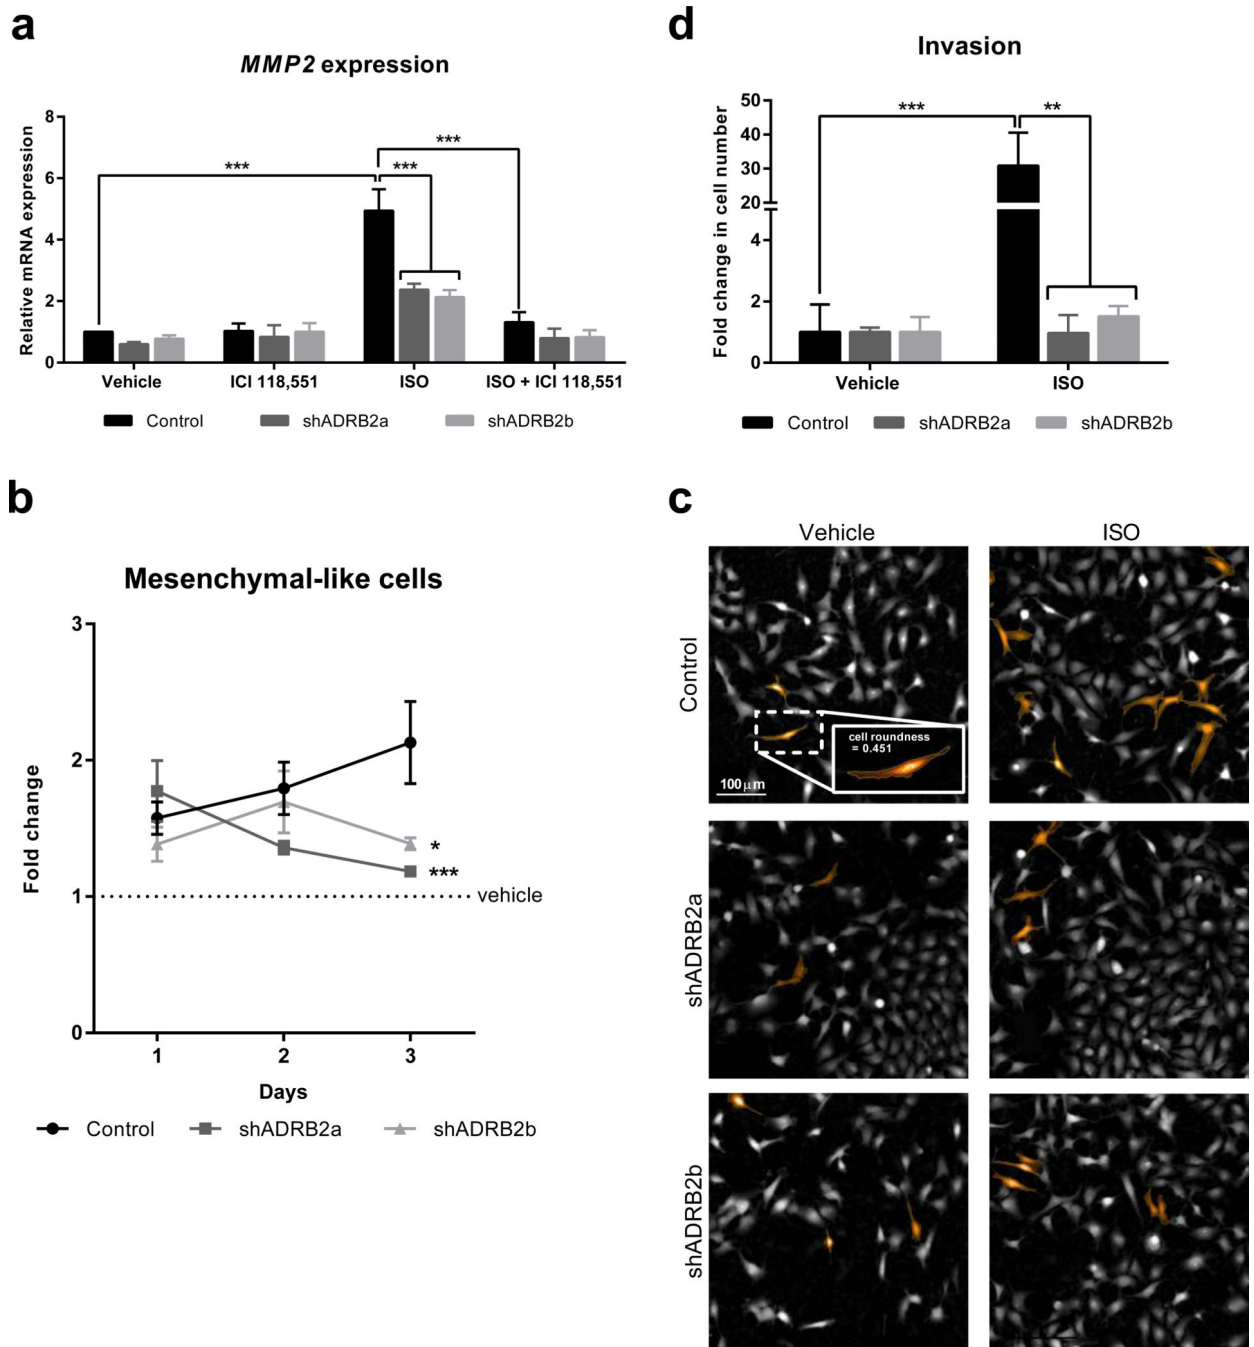 a
MMP2 expression
Relative mRNA expression
8
6
4
2
0
***
***
***
Vehicle
ICI 118,551
ISO
ISO + ICI 118,551
Control
shADRB2a
shADRB2b
d
Invasion
Fold change in cell number
50
40
30
20
4
2
0
***
**
Vehicle
ISO
Control
shADRB2a
shADRB2b
b
Mesenchymal-like cells
Fold change
3
2
1
0
*
***
vehicle
1
2
3
Days
Control
shADRB2a
shADRB2b
c
Vehicle
ISO
Control
cell roundness
= 0.451
100 μm
shADRB2a
shADRB2b